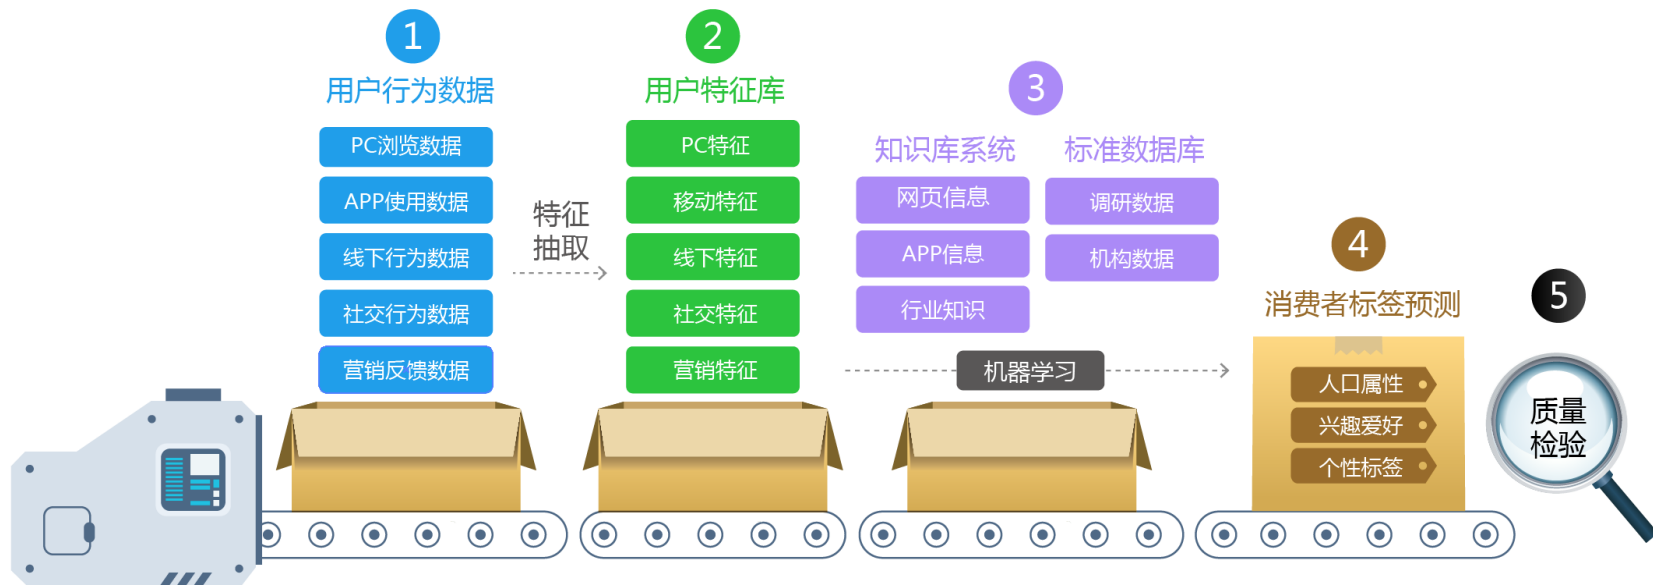 1
用户行为数据
PC浏览数据
APP使用数据
线下行为数据
社交行为数据
营销反馈数据
特征
抽取
2
用户特征库
PC特征
移动特征
线下特征
社交特征
营销特征
3
知识库系统
网页信息
APP信息
行业知识
标准数据库
调研数据
机构数据
机器学习
4
消费者标签预测
人口属性
兴趣爱好
个性标签
5
质量
检验